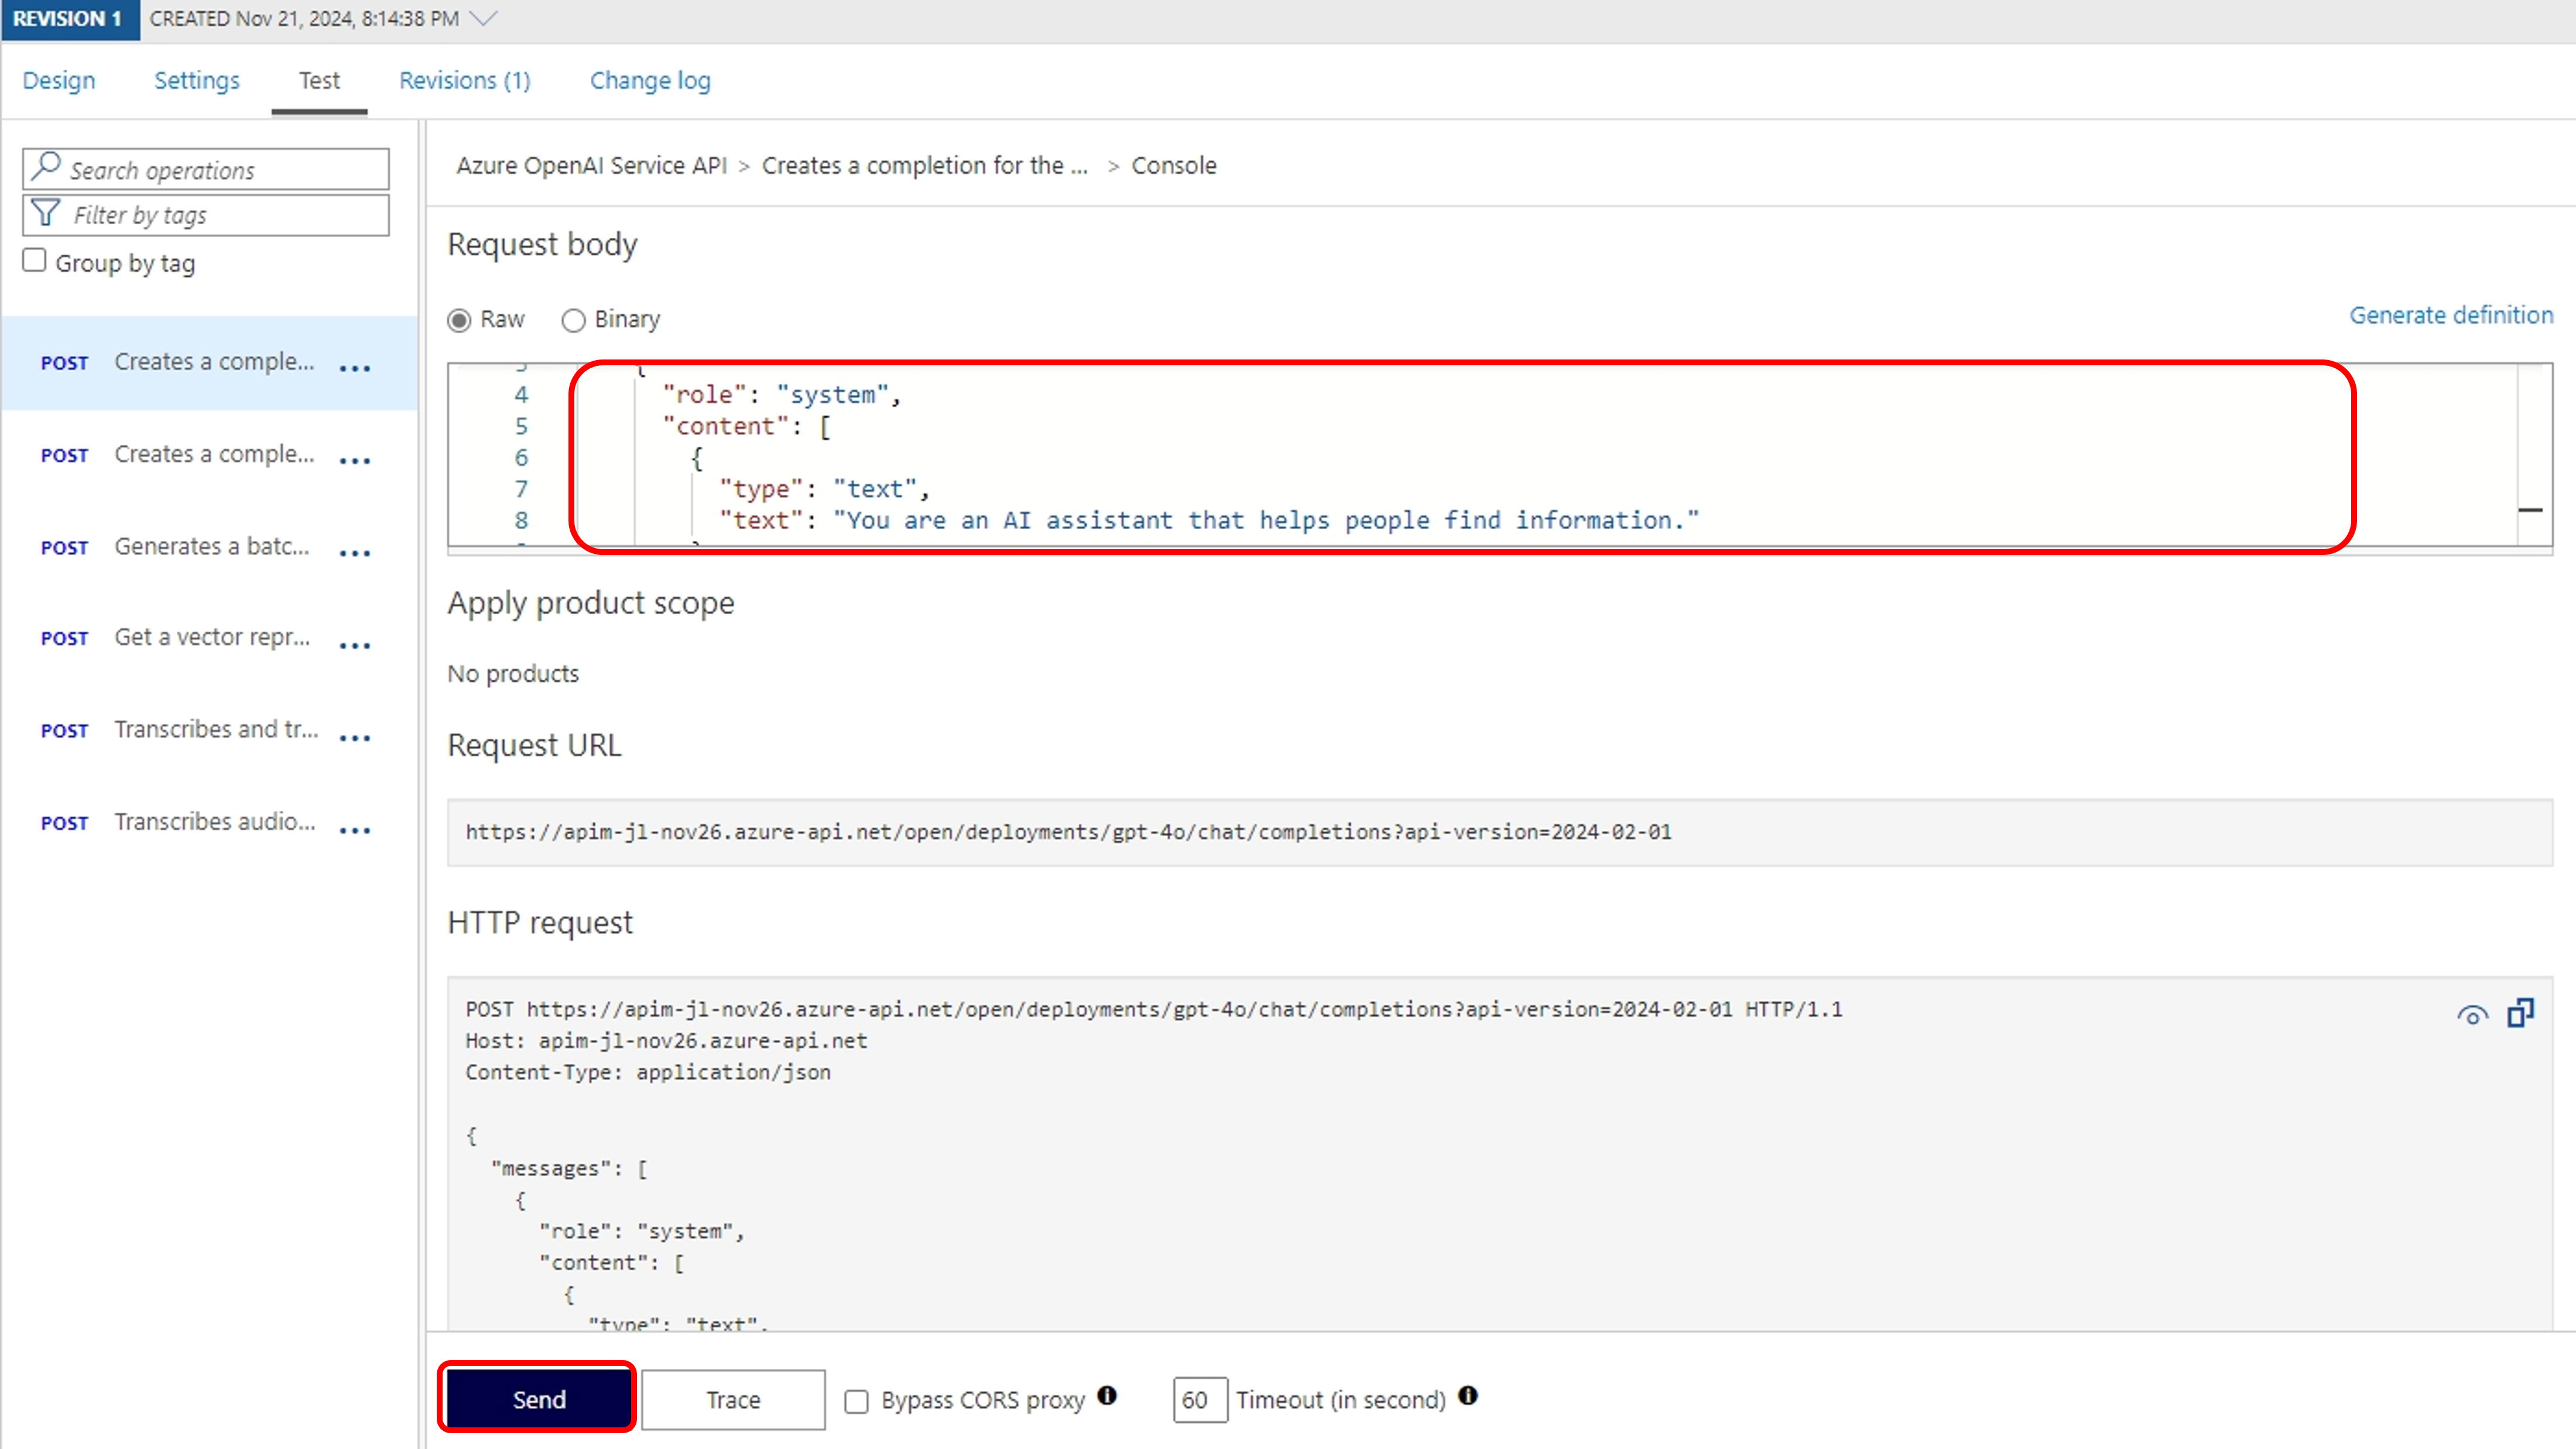 REVISION 1 CREATED Nov 21, 2024, 8:14:38 PM
Design Settings Test Revisions (1) Change log
Search operations
Filter by tags
Group by tag
POST Creates a comple... ...
POST Creates a comple... ...
POST Generates a batc... ...
POST Get a vector repr... ...
POST Transcribes and tr... ...
POST Transcribes audio... ...
Azure OpenAI Service API > Creates a completion for the ... > Console
Request body
Raw Binary
Generate definition
{
4 "role": "system",
5 "content": [
6 {
7 "type": "text",
8 "text": "You are an AI assistant that helps people find information."
Apply product scope
No products
Request URL
https://apim-jl-nov26.azure-api.net/open/deployments/gpt-4o/chat/completions?api-version=2024-02-01
HTTP request
POST https://apim-jl-nov26.azure-api.net/open/deployments/gpt-4o/chat/completions?api-version=2024-02-01 HTTP/1.1
Host: apim-jl-nov26.azure-api.net
Content-Type: application/json
{
"messages": [
{
"role": "system",
"content": [
{
"type": "text",
Send Trace Bypass CORS proxy 60 Timeout (in second)